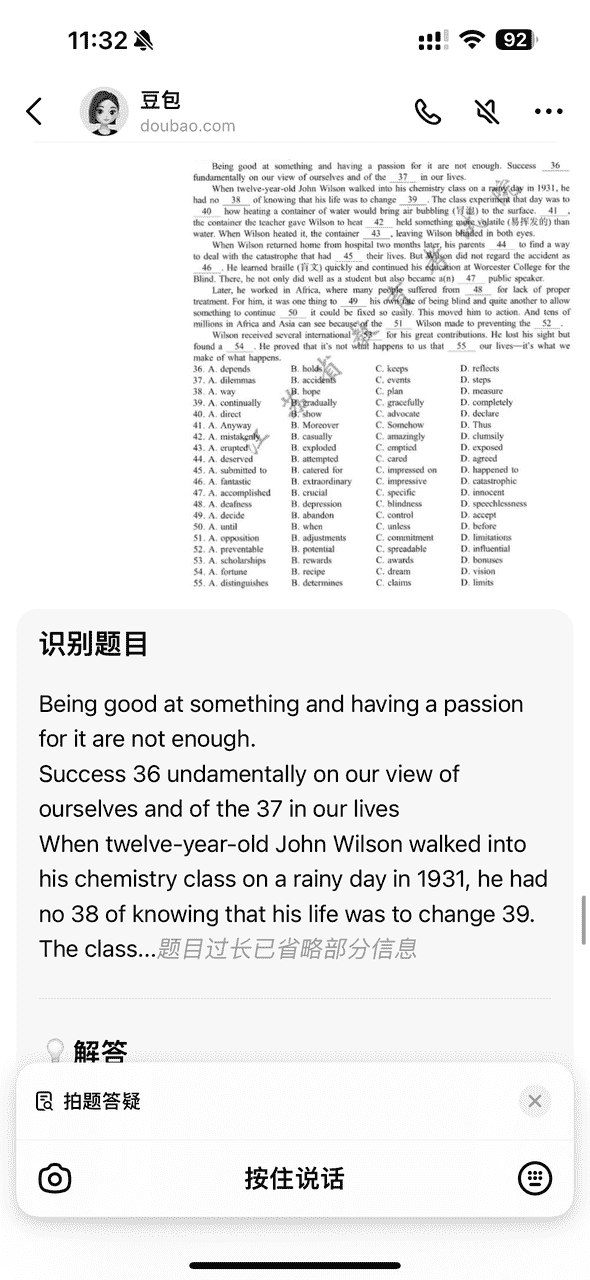 11:32
92
豆包
doubao.com
Being good at something and having a passion for it are not enough. Success 36
fundamentally on our view of ourselves and of the 37 in our lives.
When twelve-year-old John Wilson walked into his chemistry class on a rainy day in 1931, he
had no 38 of knowing that his life was to change 39 . The class experiment that day was to
40 how heating a container of water would bring air bubbling (冒泡) to the surface. 41 ,
the container the teacher gave Wilson to heat 42 held something more volatile (易挥发的) than
water. When Wilson heated it, the container 43 , leaving Wilson blinded in both eyes.
When Wilson returned home from hospital two months later, his parents 44 to find a way
to deal with the catastrophe that had 45 their lives. But Wilson did not regard the accident as
46 . He learned braille (盲文) quickly and continued his education at Worcester College for the
Blind. There, he not only did well as a student but also became a(n) 47 public speaker.
Later, he worked in Africa, where many people suffered from 48 for lack of proper
treatment. For him, it was one thing to 49 his own fate of being blind and quite another to allow
something to continue 50 it could be fixed so easily. This moved him to action. And tens of
millions in Africa and Asia can see because of the 51 Wilson made to preventing the 52 .
Wilson received several international 53 for his great contributions. He lost his sight but
found a 54 . He proved that it's not what happens to us that 55 our lives—it's what we
make of what happens.
36. A. depends B. holds C. keeps D. reflects
37. A. dilemmas B. accidents C. events D. steps
38. A. way B. hope C. plan D. measure
39. A. continually B. gradually C. gracefully D. completely
40. A. direct B. show C. advocate D. declare
41. A. Anyway B. Moreover C. Somehow D. Thus
42. A. mistakenly B. casually C. amazingly D. clumsily
43. A. erupted B. exploded C. emptied D. exposed
44. A. deserved B. attempted C. cared D. agreed
45. A. submitted to B. catered for C. impressed on D. happened to
46. A. fantastic B. extraordinary C. impressive D. catastrophic
47. A. accomplished B. crucial C. specific D. innocent
48. A. deafness B. depression C. blindness D. speechlessness
49. A. decide B. abandon C. control D. accept
50. A. until B. when C. unless D. before
51. A. opposition B. adjustments C. commitment D. limitations
52. A. preventable B. potential C. spreadable D. influential
53. A. scholarships B. rewards C. awards D. bonuses
54. A. fortune B. recipe C. dream D. vision
55. A. distinguishes B. determines C. claims D. limits
识别题目
Being good at something and having a passion
for it are not enough.
Success 36 undamentally on our view of
ourselves and of the 37 in our lives
When twelve-year-old John Wilson walked into
his chemistry class on a rainy day in 1931, he had
no 38 of knowing that his life was to change 39.
The class...题目过长已省略部分信息
解答
拍题答疑
按住说话